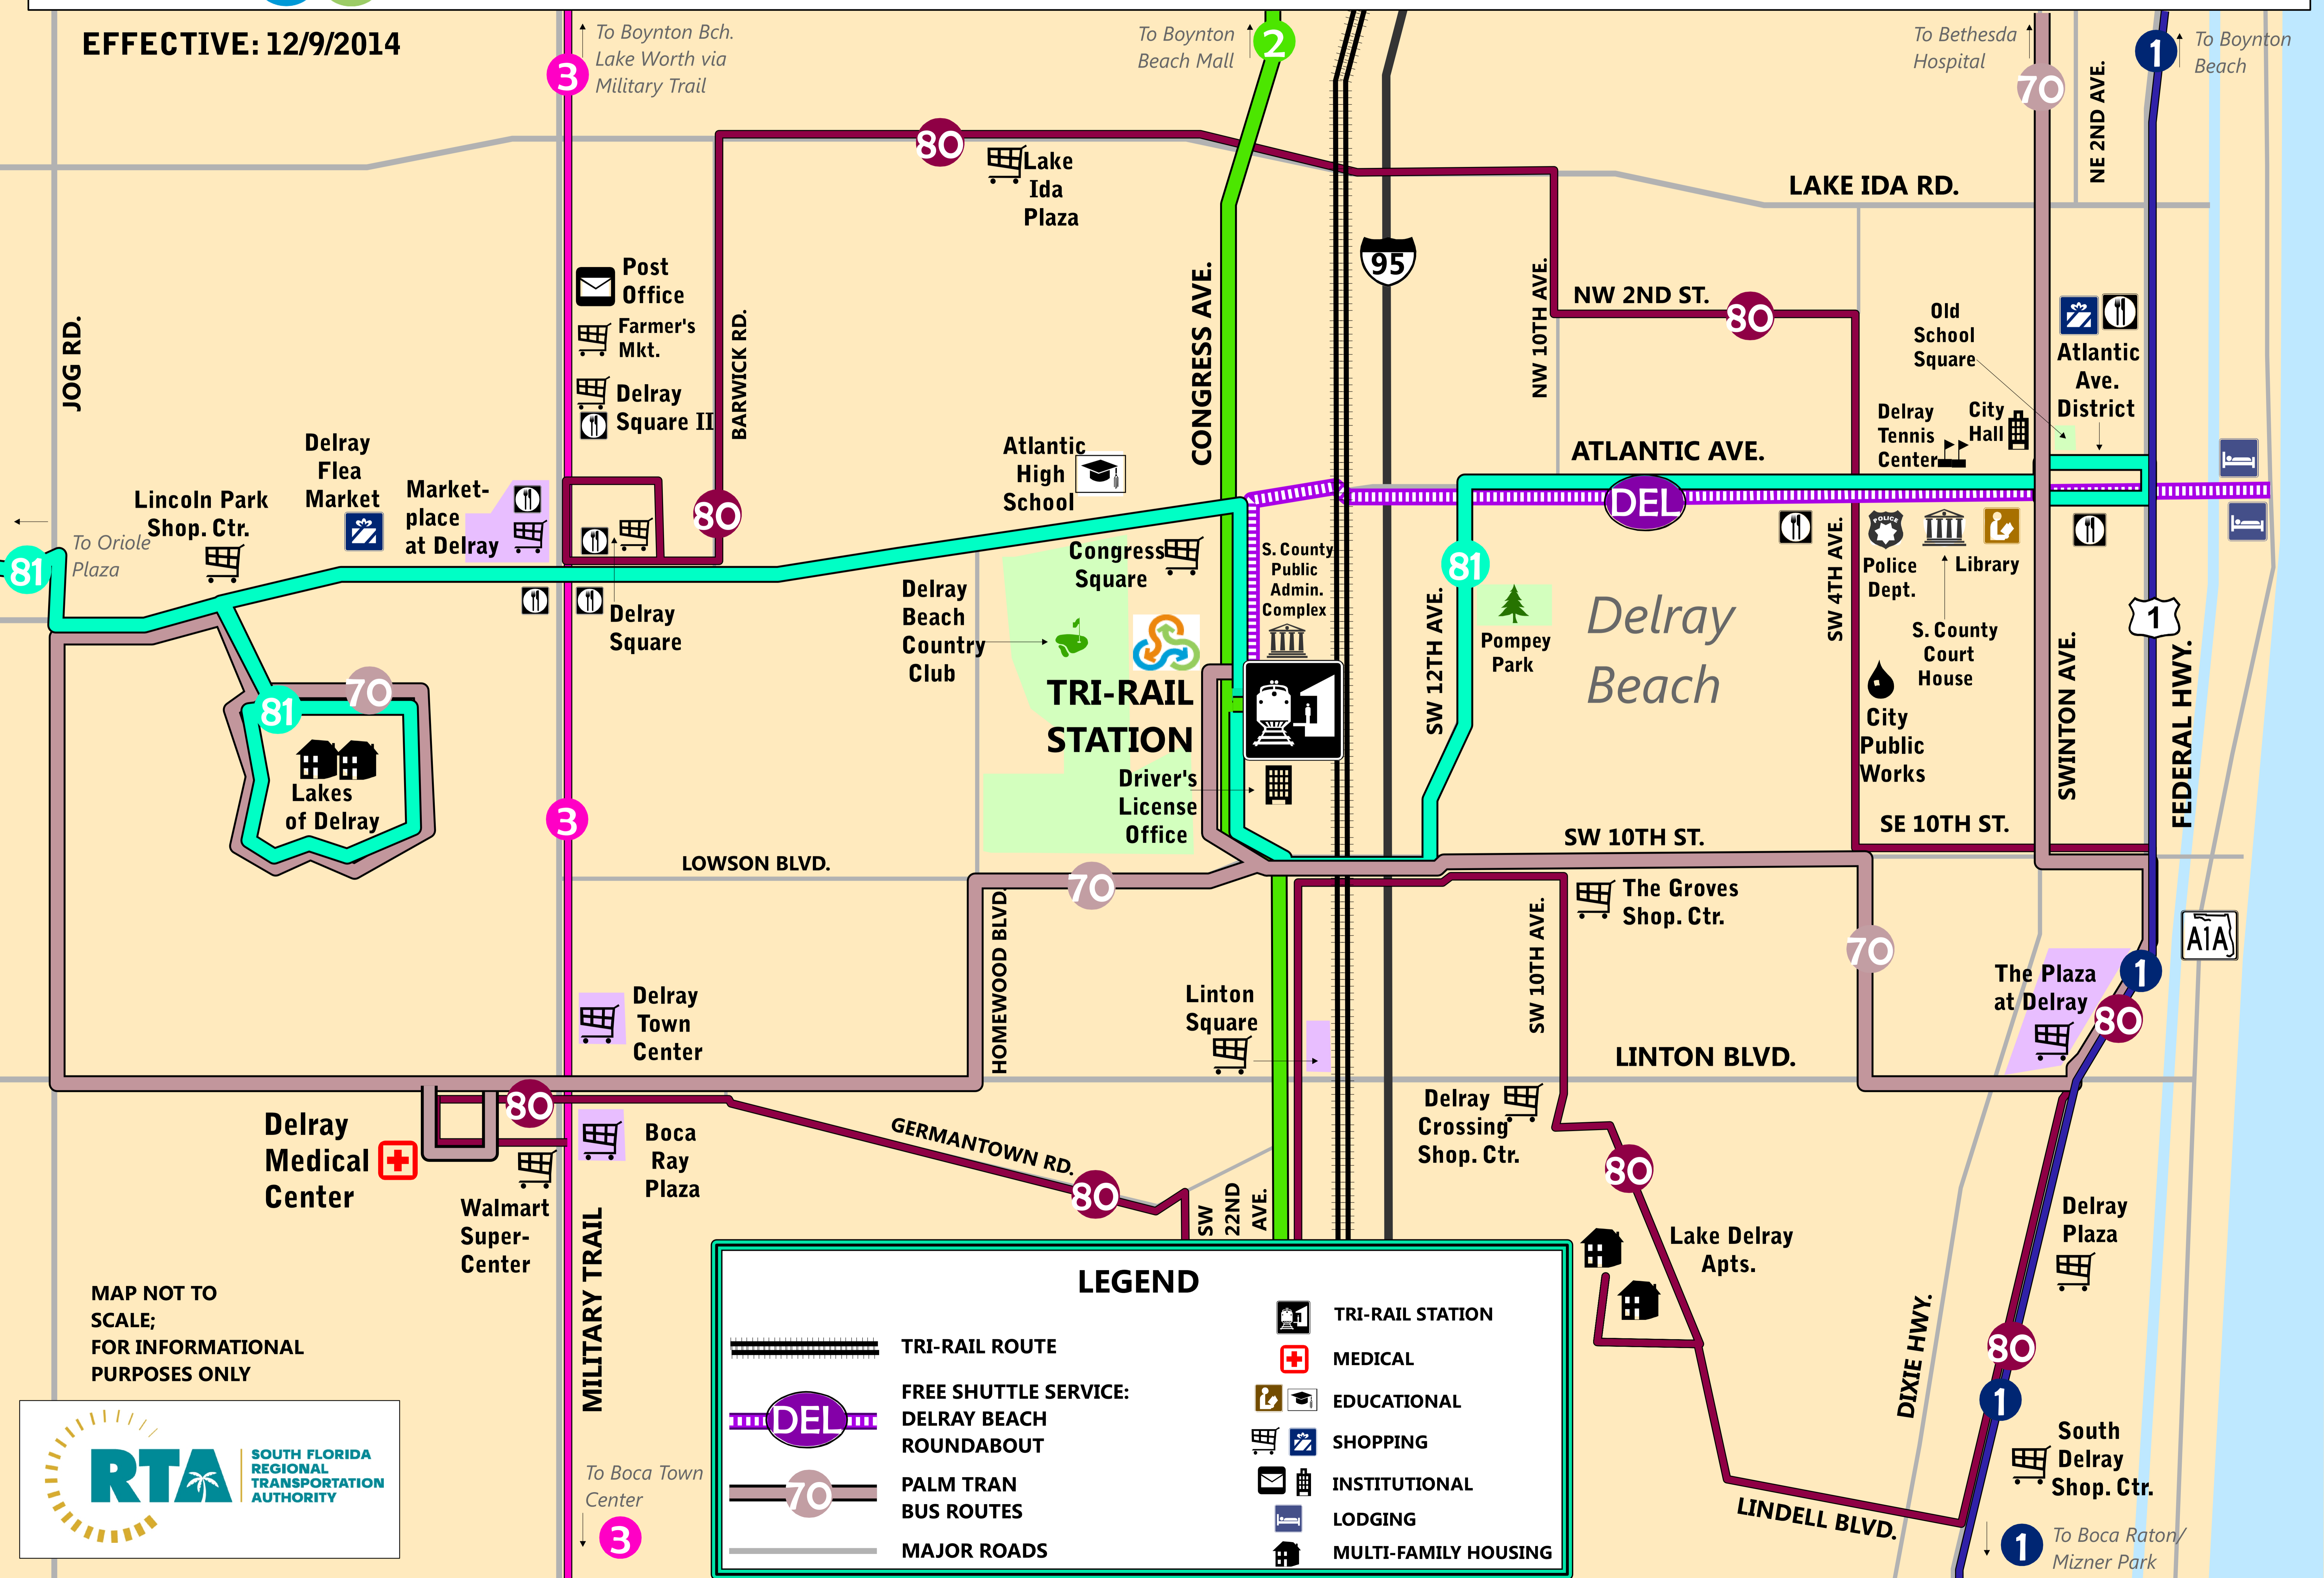 EFFECTIVE: 12/9/2014
3
To Boynton Bch.
Lake Worth via
Military Trail
To Boynton
Beach Mall
2
To Bethesda
Hospital
70
NE 2ND AVE.
1
To Boynton
Beach
80
Lake
Ida
Plaza
LAKE IDA RD.
95
JOG RD.
Post
Office
Farmer's
Mkt.
Delray
Square II
BARWICK RD.
CONGRESS AVE.
NW 10TH AVE.
NW 2ND ST.
80
Old
School
Square
Atlantic
Ave.
District
Delray
Tennis
Center
City
Hall
Delray
Flea
Market
Lincoln Park
Shop. Ctr.
Market-
place
at Delray
80
Atlantic
High
School
ATLANTIC AVE.
DEL
81
To Oriole
Plaza
Delray
Square
Delray
Beach
Country
Club
Congress
Square
S. County
Public
Admin.
Complex
81
SW 12TH AVE.
Pompey
Park
Delray
Beach
SW 4TH AVE.
POLICE
Police
Dept.
Library
S. County
Court
House
City
Public
Works
SWINTON AVE.
1
FEDERAL HWY.
70
81
Lakes
of Delray
TRI-RAIL
STATION
Driver's
License
Office
3
LOWSON BLVD.
70
HOMEWOOD BLVD.
SW 10TH ST.
SE 10TH ST.
The Groves
Shop. Ctr.
SW 10TH AVE.
70
A1A
The Plaza
at Delray
1
80
Delray
Town
Center
Linton
Square
LINTON BLVD.
Delray
Medical
Center
80
Walmart
Super-
Center
Boca
Ray
Plaza
GERMANTOWN RD.
80
SW
22ND
AVE.
Delray
Crossing
Shop. Ctr.
80
Lake Delray
Apts.
Delray
Plaza
80
1
DIXIE HWY.
South
Delray
Shop. Ctr.
LINDELL BLVD.
1
To Boca Raton/
Mizner Park
MILITARY TRAIL
To Boca Town
Center
3
MAP NOT TO
SCALE;
FOR INFORMATIONAL
PURPOSES ONLY
RTA
SOUTH FLORIDA
REGIONAL
TRANSPORTATION
AUTHORITY
LEGEND
TRI-RAIL ROUTE
DEL
FREE SHUTTLE SERVICE:
DELRAY BEACH
ROUNDABOUT
70
PALM TRAN
BUS ROUTES
MAJOR ROADS
TRI-RAIL STATION
MEDICAL
EDUCATIONAL
SHOPPING
INSTITUTIONAL
LODGING
MULTI-FAMILY HOUSING